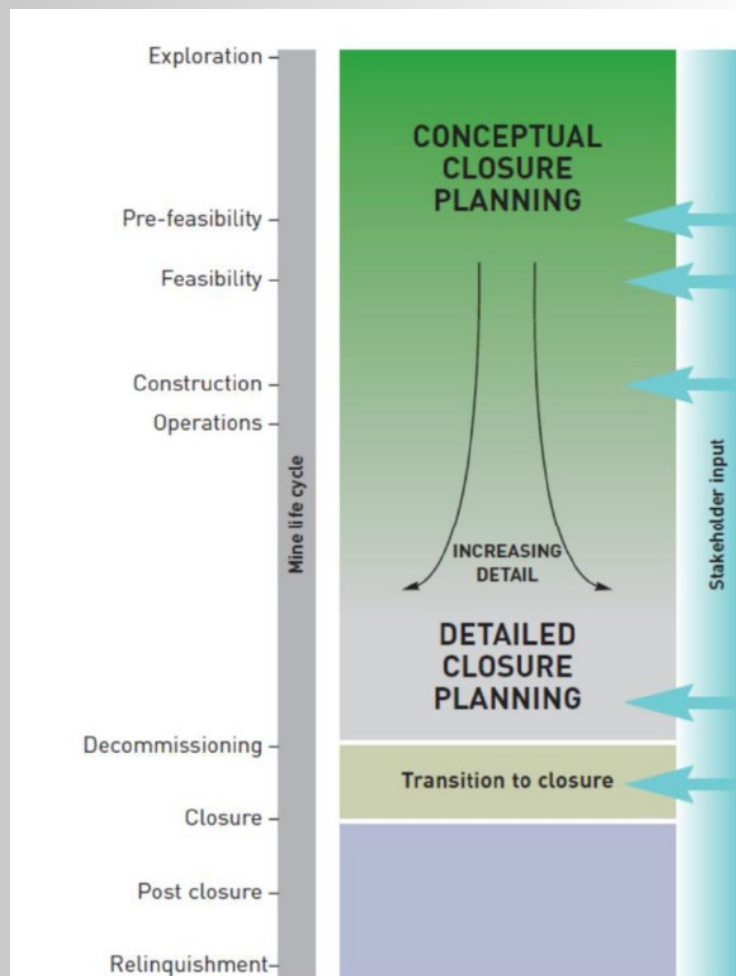 Exploration
CONCEPTUAL
CLOSURE
PLANNING
Pre-feasibility
Feasibility
Construction
Operations
Mine life cycle
Stakeholder input
INCREASING
DETAIL
DETAILED
CLOSURE
PLANNING
Decommissioning
Transition to closure
Closure
Post closure
Relinquishment